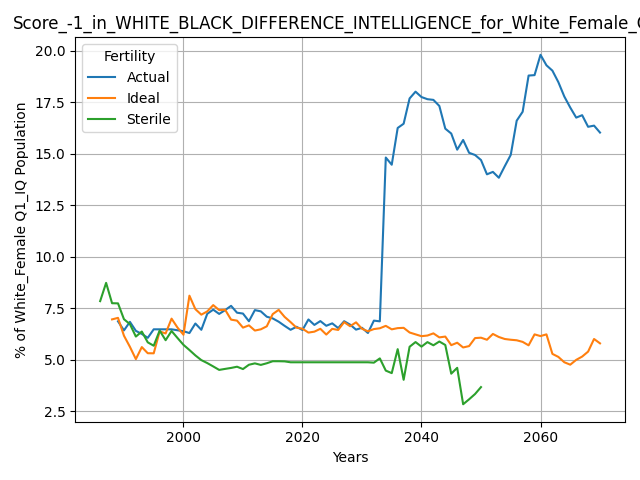 Score_-1_in_WHITE_BLACK_DIFFERENCE_INTELLIGENCE_for_White_Female_
Fertility
Actual
Ideal
Sterile
% of White_Female Q1_IQ Population
20.0
17.5
15.0
12.5
10.0
7.5
5.0
2.5
2000
2020
2040
2060
Years